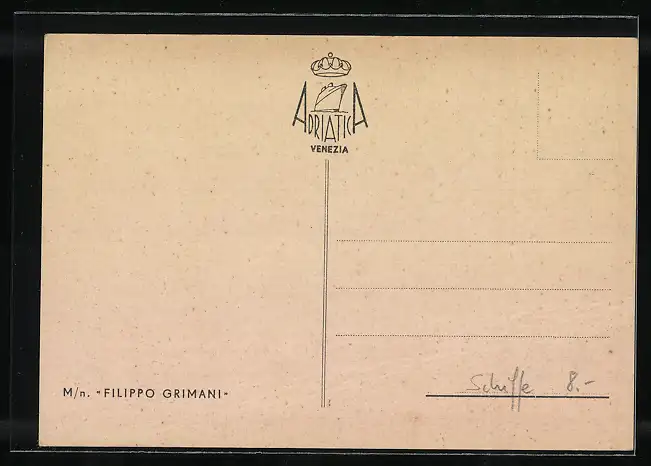 ADRIATICA
VENEZIA
M/n. "FILIPPO GRIMANI"
Schiffe 8.-